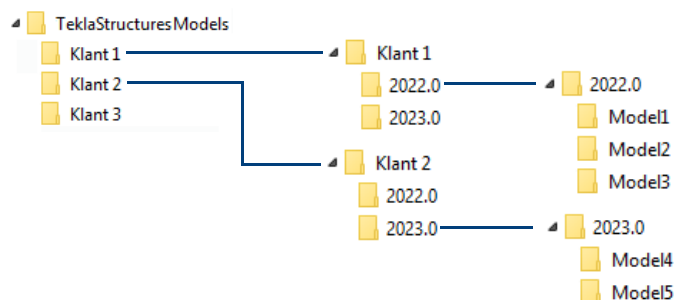 TeklaStructuresModels
Klant 1
Klant 2
Klant 3
Klant 1
2022.0
2023.0
Klant 2
2022.0
2023.0
2022.0
Model1
Model2
Model3
2023.0
Model4
Model5